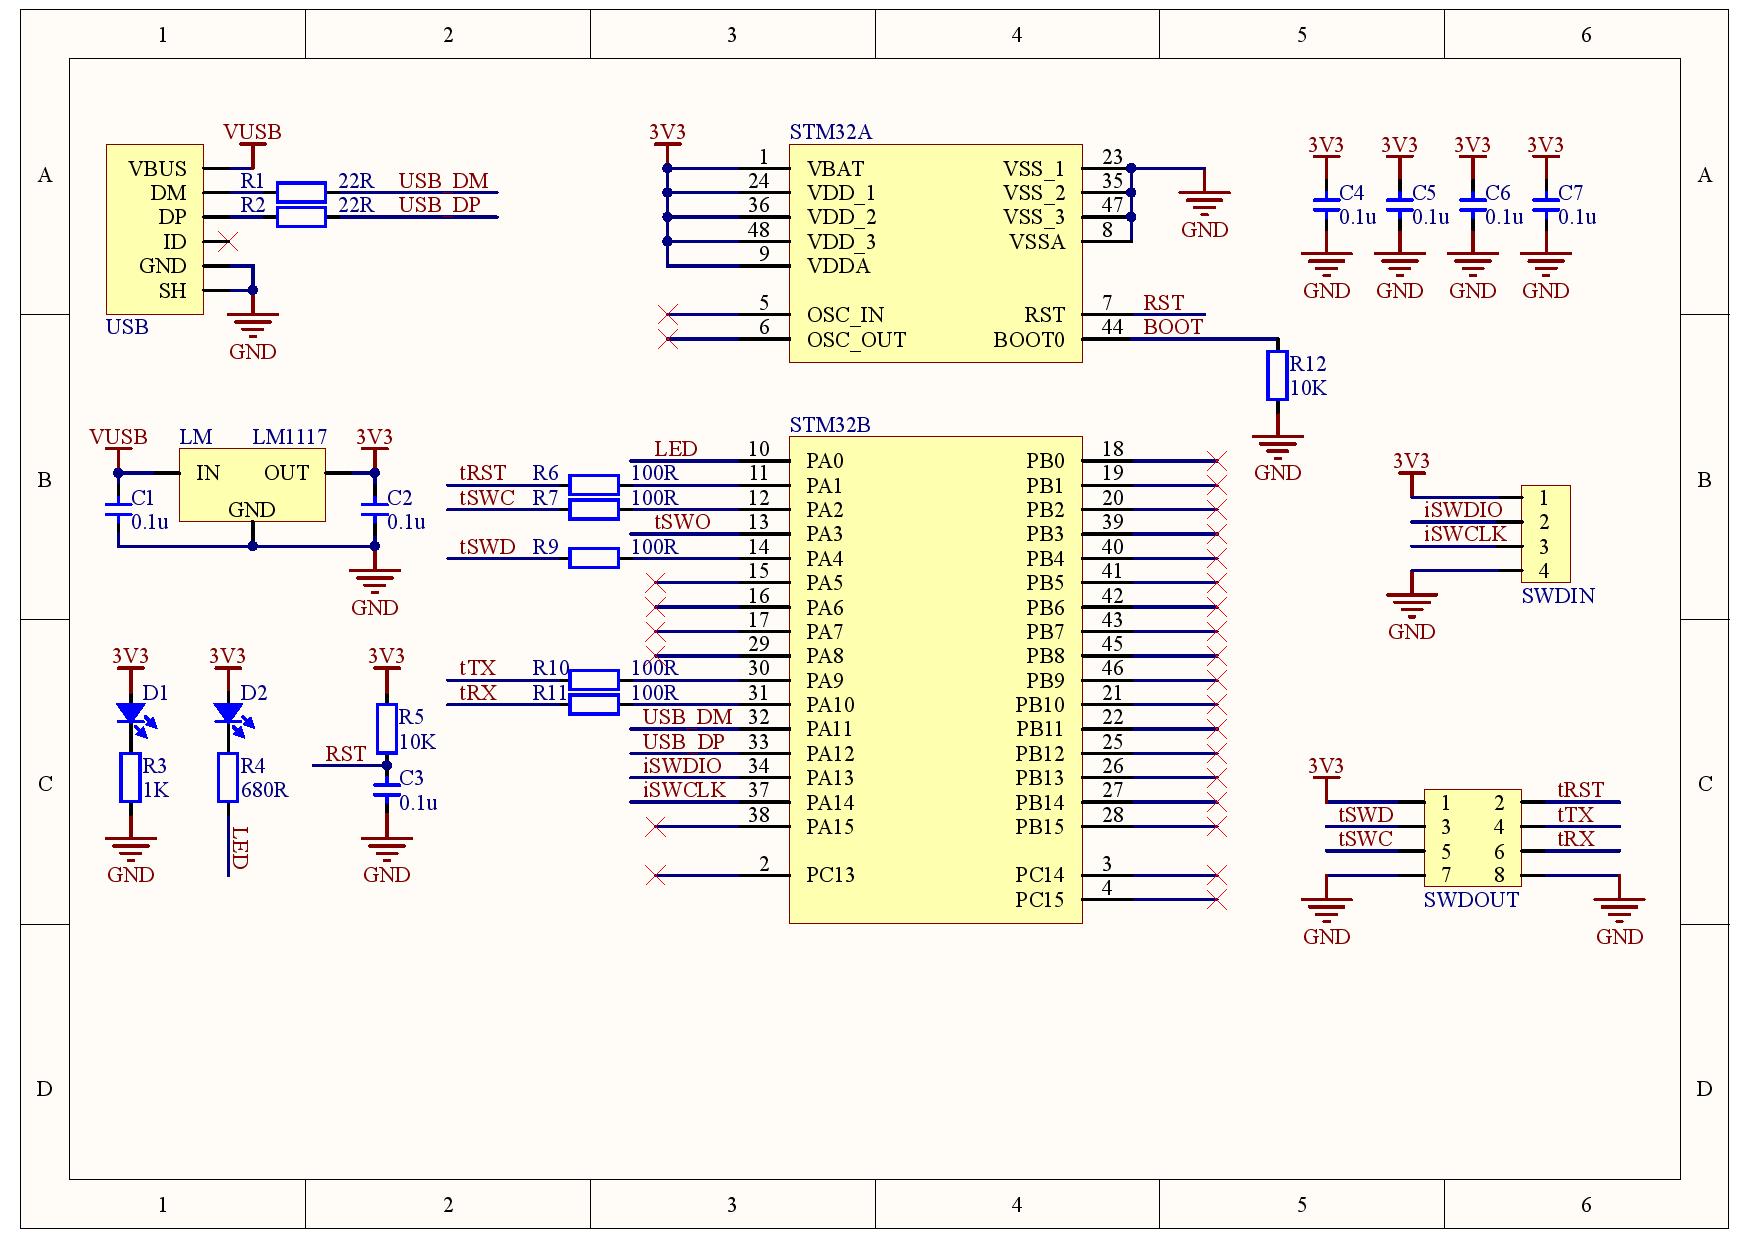 1 2 3 4 5 6
A A
VUSB
VBUS
DM R1 22R USB_DM
DP R2 22R USB_DP
ID
GND
SH
USB
GND
3V3 STM32A
1 VBAT VSS_1 23
24 VDD_1 VSS_2 35
36 VDD_2 VSS_3 47
48 VDD_3 VSSA 8
9 VDDA
GND
5 OSC_IN RST 7 RST
6 OSC_OUT BOOT0 44 BOOT
R12
10K
GND
3V3 3V3 3V3 3V3
C4 C5 C6 C7
0.1u 0.1u 0.1u 0.1u
GND GND GND GND
B B
VUSB LM LM1117 3V3
IN OUT
GND
C1 C2
0.1u 0.1u
GND
STM32B
LED 10 PA0 PB0 18
tRST R6 100R 11 PA1 PB1 19
tSWC R7 100R 12 PA2 PB2 20
tSWO 13 PA3 PB3 39
tSWD R9 100R 14 PA4 PB4 40
15 PA5 PB5 41
16 PA6 PB6 42
17 PA7 PB7 43
29 PA8 PB8 45
tTX R10 100R 30 PA9 PB9 46
tRX R11 100R 31 PA10 PB10 21
USB_DM 32 PA11 PB11 22
USB_DP 33 PA12 PB12 25
iSWDIO 34 PA13 PB13 26
iSWCLK 37 PA14 PB14 27
38 PA15 PB15 28
2 PC13 PC14 3
PC15 4
3V3
1
iSWDIO 2
iSWCLK 3
4
SWDIN
GND
C C
3V3 3V3 3V3
D1 D2
R3 R4
1K 680R
LED
GND
R5
10K
RST
C3
0.1u
GND
3V3
1 2 tRST
tSWD 3 4 tTX
tSWC 5 6 tRX
7 8
SWDOUT
GND GND
D D
1 2 3 4 5 6